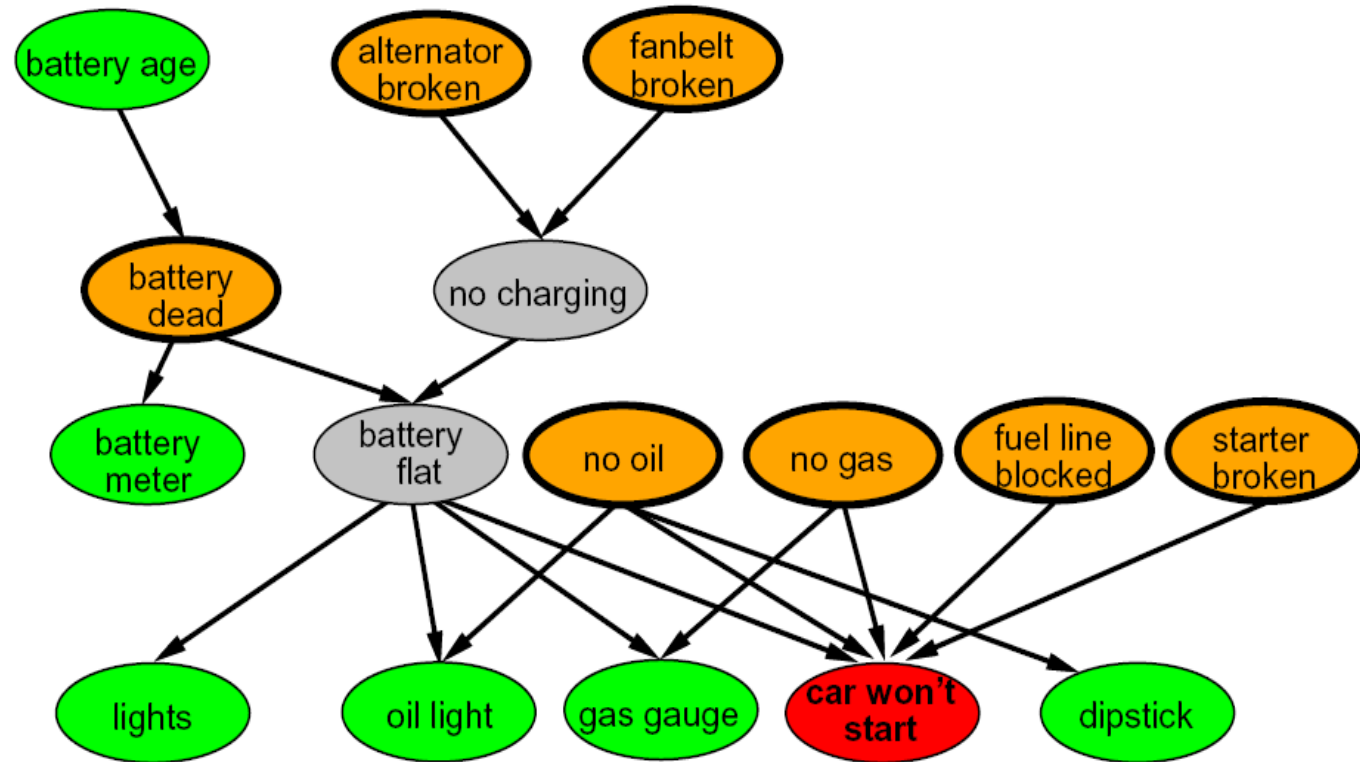 battery age
alternator
broken
fanbelt
broken
battery
dead
no charging
battery
meter
battery
flat
no oil
no gas
fuel line
blocked
starter
broken
lights
oil light
gas gauge
car won't
start
dipstick